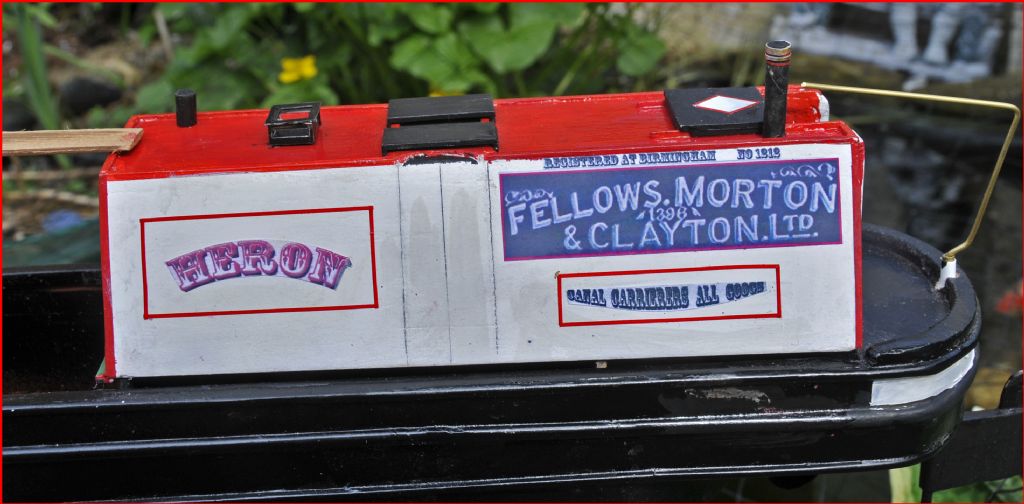 HERON
REGISTERED AT BIRMINGHAM NO 1212
FELLOWS, MORTON
1396
& CLAYTON. LTD.
CANAL CARRIERERS ALL GOODS